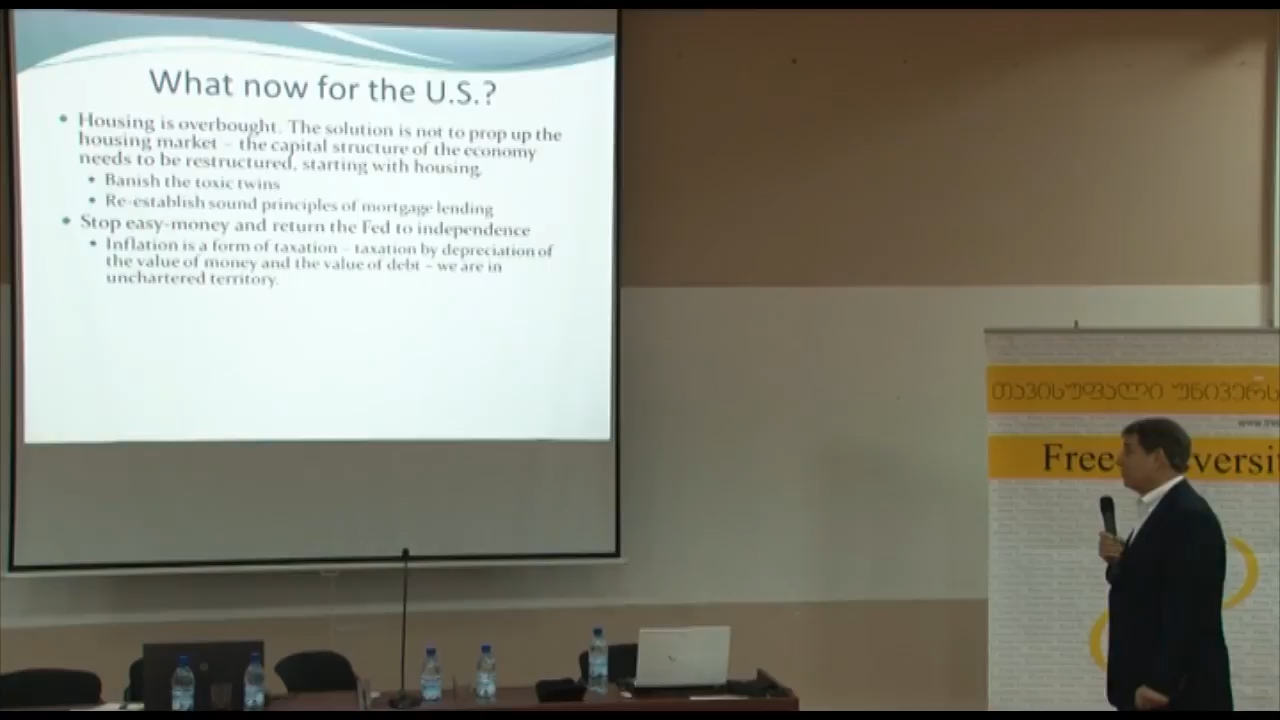 What now for the U.S.?
• Housing is overbought. The solution is not to prop up the
housing market – the capital structure of the economy
needs to be restructured, starting with housing.
• Banish the toxic twins
• Re-establish sound principles of mortgage lending
• Stop easy-money and return the Fed to independence
• Inflation is a form of taxation – taxation by depreciation of
the value of money and the value of debt – we are in
unchartered territory.
თავისუფალი უნივერს
Free versi